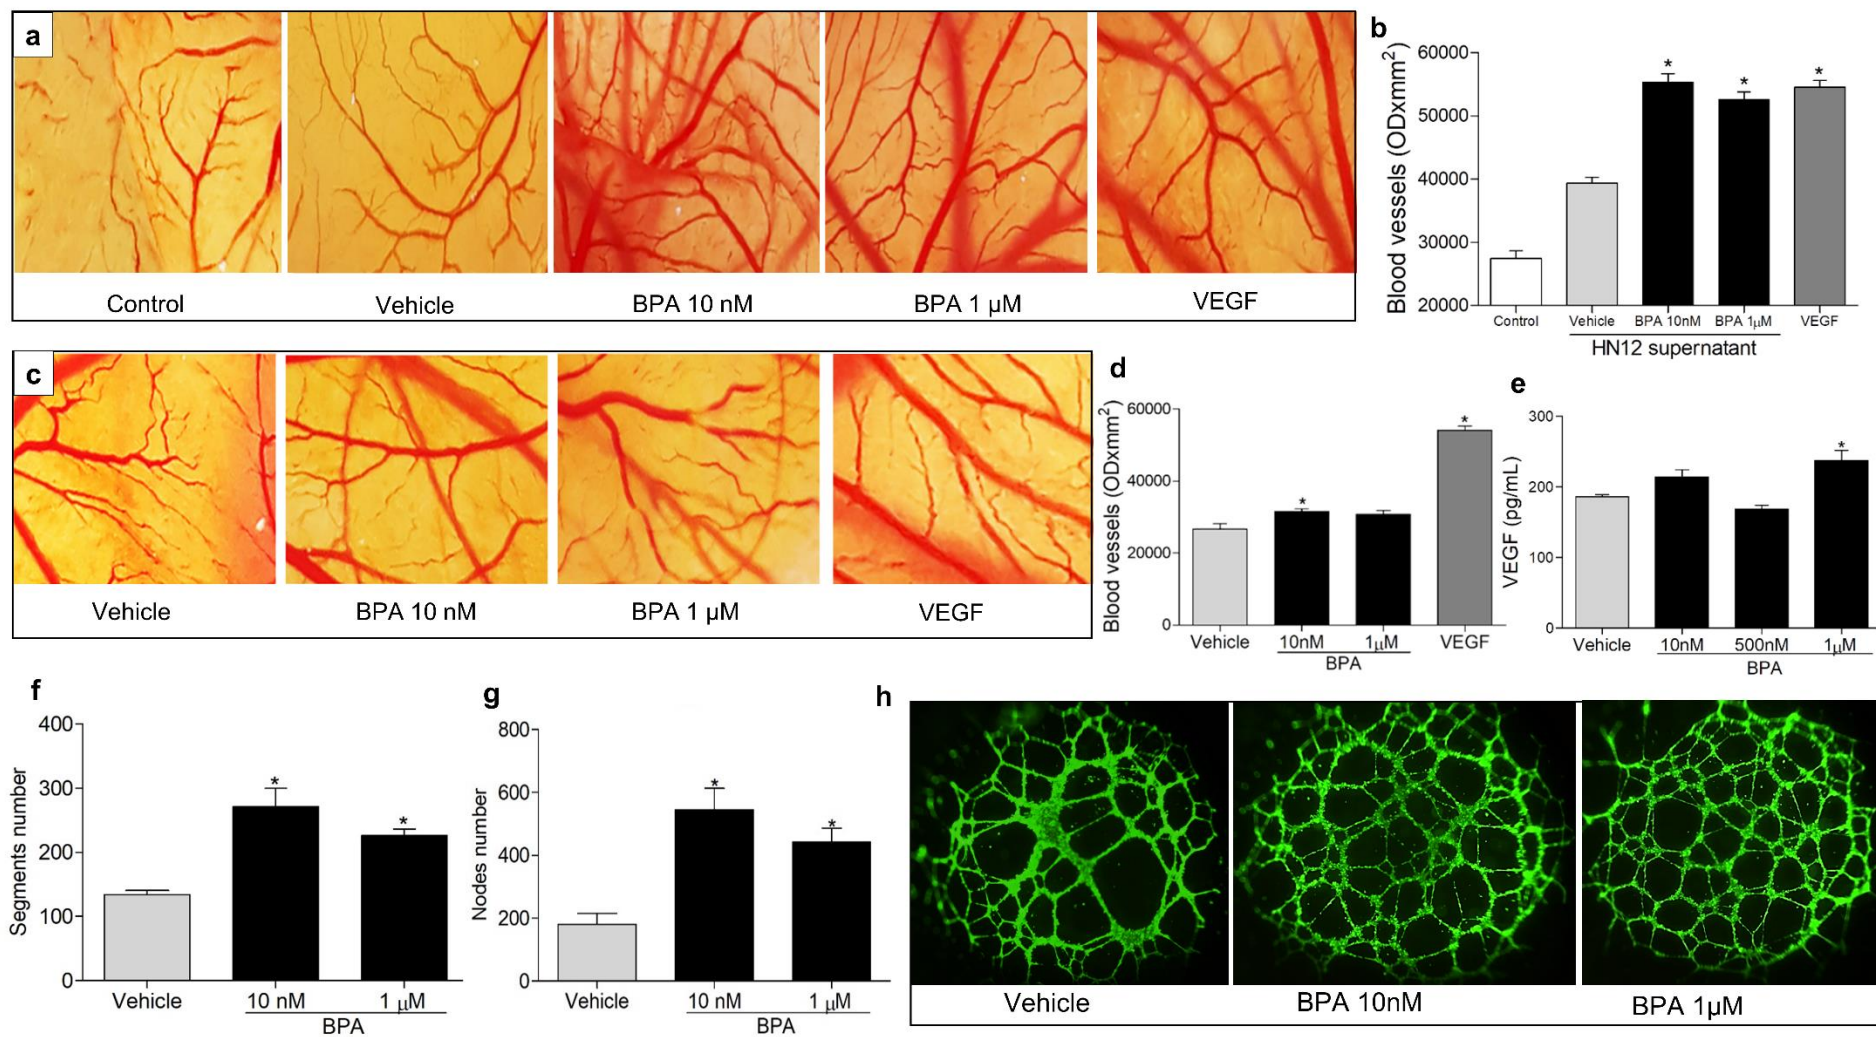 a
Control
Vehicle
BPA 10 nM
BPA 1 µM
VEGF
b
Blood vessels (ODxmm²)
60000
50000
40000
30000
20000
*
*
*
Control
Vehicle
BPA 10nM
BPA 1µM
VEGF
HN12 supernatant
c
Vehicle
BPA 10 nM
BPA 1 µM
VEGF
d
Blood vessels (ODxmm²)
60000
40000
20000
0
*
*
Vehicle
10nM
1µM
VEGF
BPA
e
VEGF (pg/mL)
300
200
100
0
*
Vehicle
10nM
500nM
1µM
BPA
f
Segments number
400
300
200
100
0
*
*
Vehicle
10 nM
1 µM
BPA
g
Nodes number
800
600
400
200
0
*
*
Vehicle
10 nM
1 µM
BPA
h
Vehicle
BPA 10nM
BPA 1µM